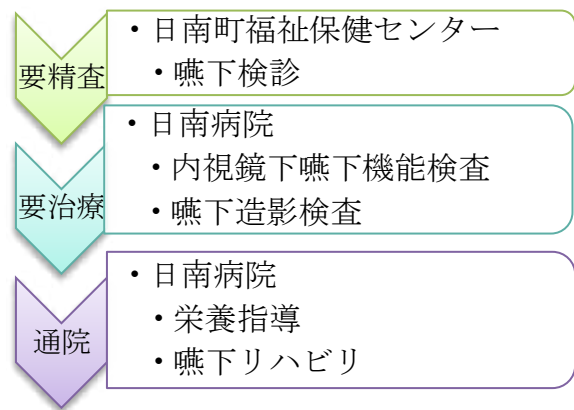 要精査
・日南町福祉保健センター
・嚥下検診
要治療
・日南病院
・内視鏡下嚥下機能検査
・嚥下造影検査
通院
・日南病院
・栄養指導
・嚥下リハビリ